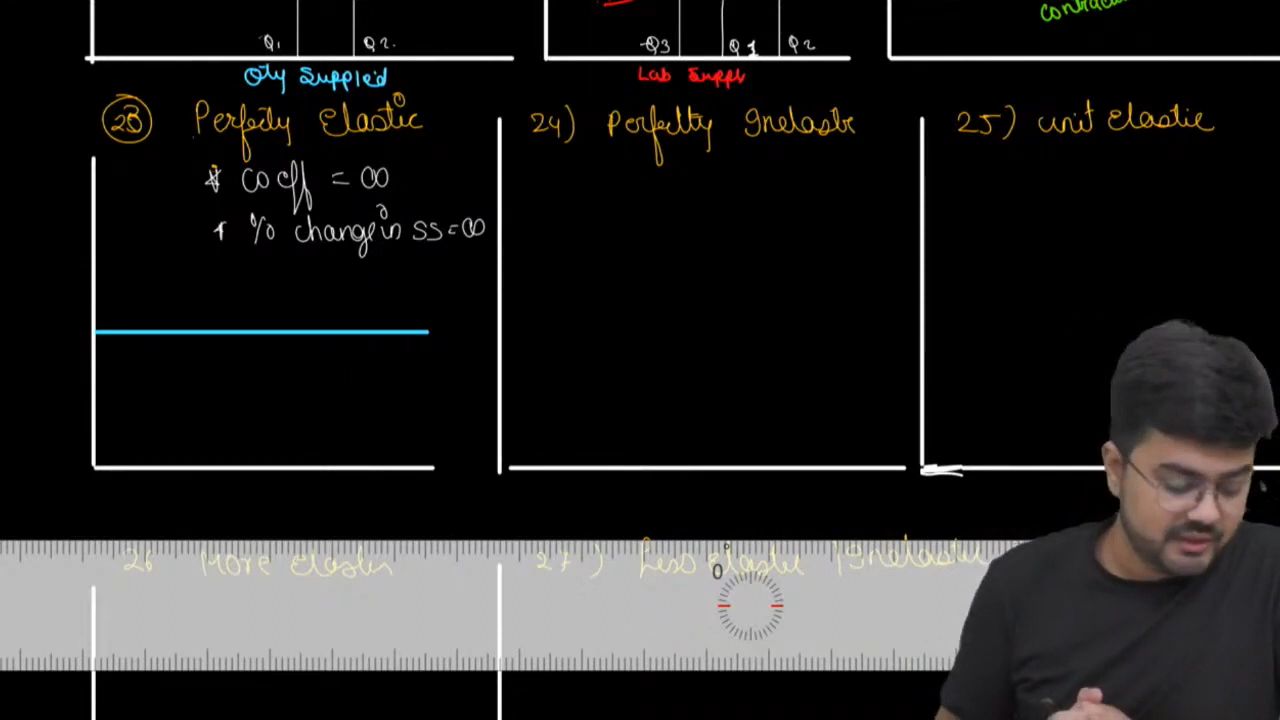 Q1 Q2.
Q3 Q1 Q2
Qty Supplied
Lab Suppl
23 Perfectly Elastic
24) Perfectly Inelastic
25) unit Elastic
* coeff = ∞
* % change in SS = ∞
26 More elastic
27) Less elastic / Inelastic
0°